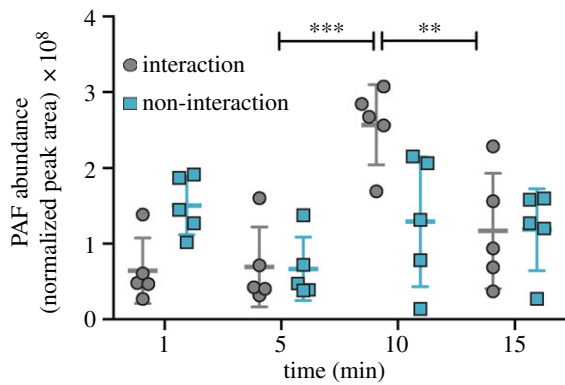 4
***
**
interaction
non-interaction
3
2
1
0
PAF abundance
(normalized peak area) × 10⁸
1 5 10 15
time (min)